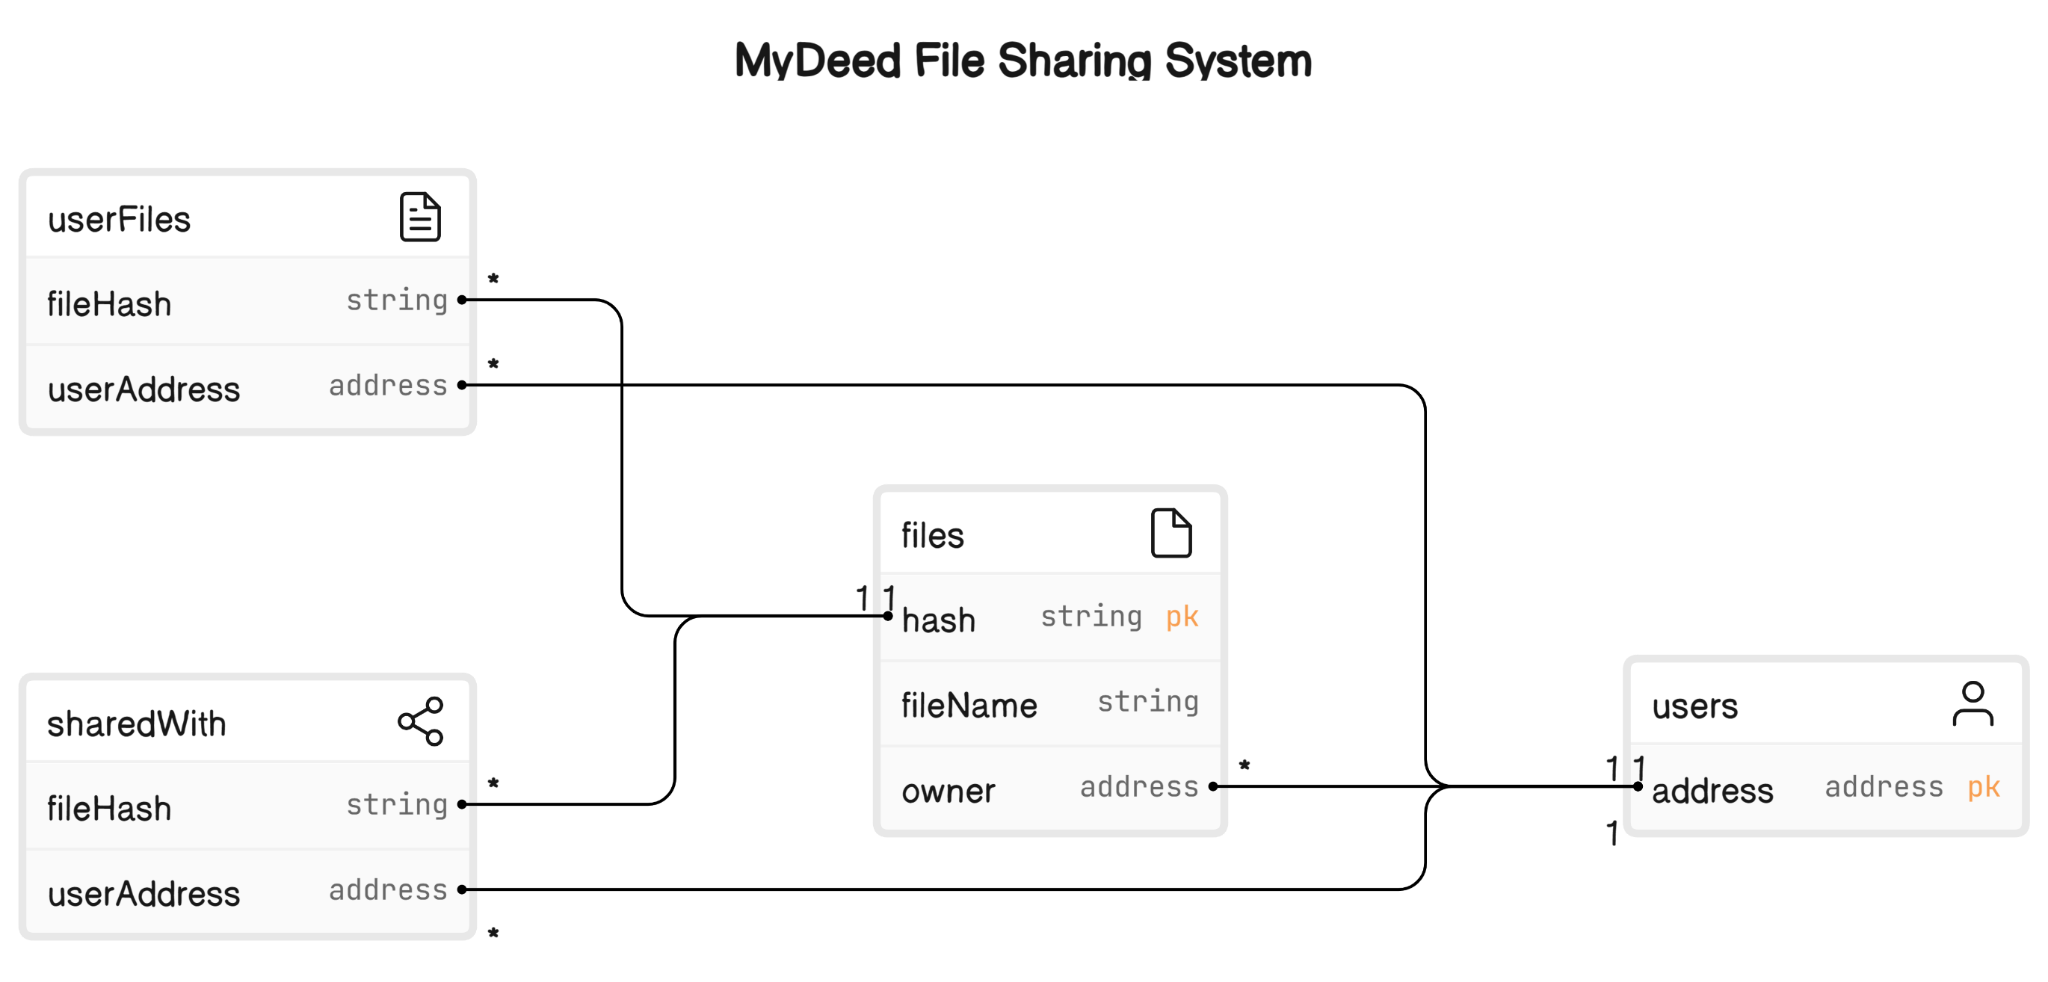 MyDeed File Sharing System
userFiles
*
fileHash string
*
userAddress address
files
1 1
hash string pk
fileName string
*
owner address
users
1 1
address address pk
1
sharedWith
*
fileHash string
userAddress address
*